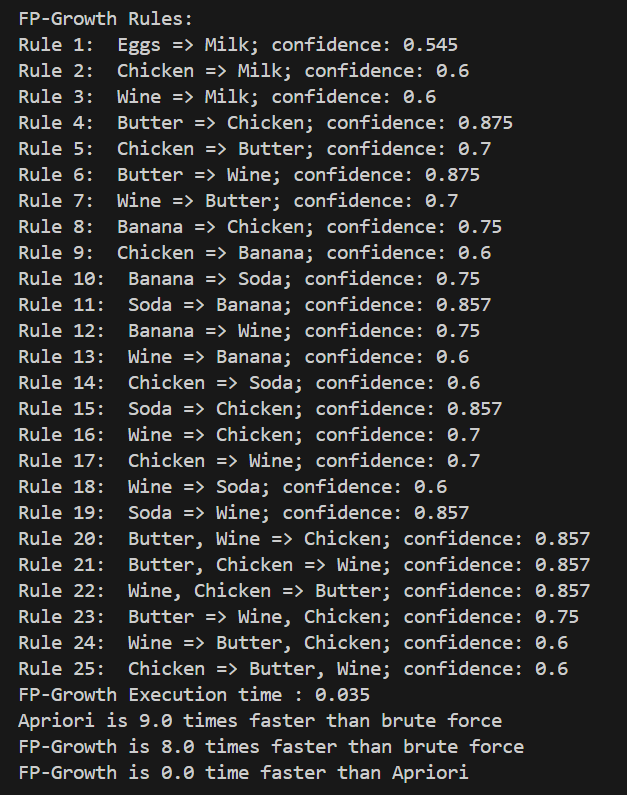 FP-Growth Rules:
Rule 1:  Eggs => Milk; confidence: 0.545
Rule 2:  Chicken => Milk; confidence: 0.6
Rule 3:  Wine => Milk; confidence: 0.6
Rule 4:  Butter => Chicken; confidence: 0.875
Rule 5:  Chicken => Butter; confidence: 0.7
Rule 6:  Butter => Wine; confidence: 0.875
Rule 7:  Wine => Butter; confidence: 0.7
Rule 8:  Banana => Chicken; confidence: 0.75
Rule 9:  Chicken => Banana; confidence: 0.6
Rule 10:  Banana => Soda; confidence: 0.75
Rule 11:  Soda => Banana; confidence: 0.857
Rule 12:  Banana => Wine; confidence: 0.75
Rule 13:  Wine => Banana; confidence: 0.6
Rule 14:  Chicken => Soda; confidence: 0.6
Rule 15:  Soda => Chicken; confidence: 0.857
Rule 16:  Wine => Chicken; confidence: 0.7
Rule 17:  Chicken => Wine; confidence: 0.7
Rule 18:  Wine => Soda; confidence: 0.6
Rule 19:  Soda => Wine; confidence: 0.857
Rule 20:  Butter, Wine => Chicken; confidence: 0.857
Rule 21:  Butter, Chicken => Wine; confidence: 0.857
Rule 22:  Wine, Chicken => Butter; confidence: 0.857
Rule 23:  Butter => Wine, Chicken; confidence: 0.75
Rule 24:  Wine => Butter, Chicken; confidence: 0.6
Rule 25:  Chicken => Butter, Wine; confidence: 0.6
FP-Growth Execution time : 0.035
Apriori is 9.0 times faster than brute force
FP-Growth is 8.0 times faster than brute force
FP-Growth is 0.0 time faster than Apriori